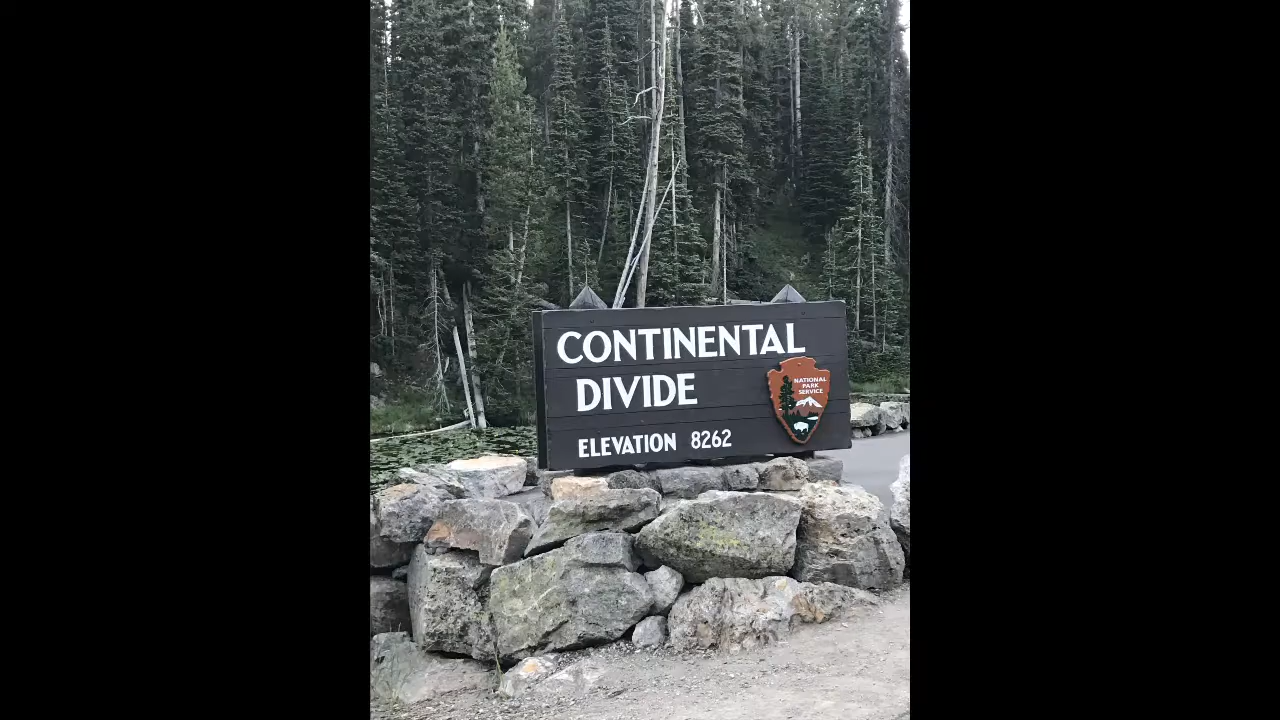 CONTINENTAL
DIVIDE
ELEVATION 8262
NATIONAL
PARK
SERVICE